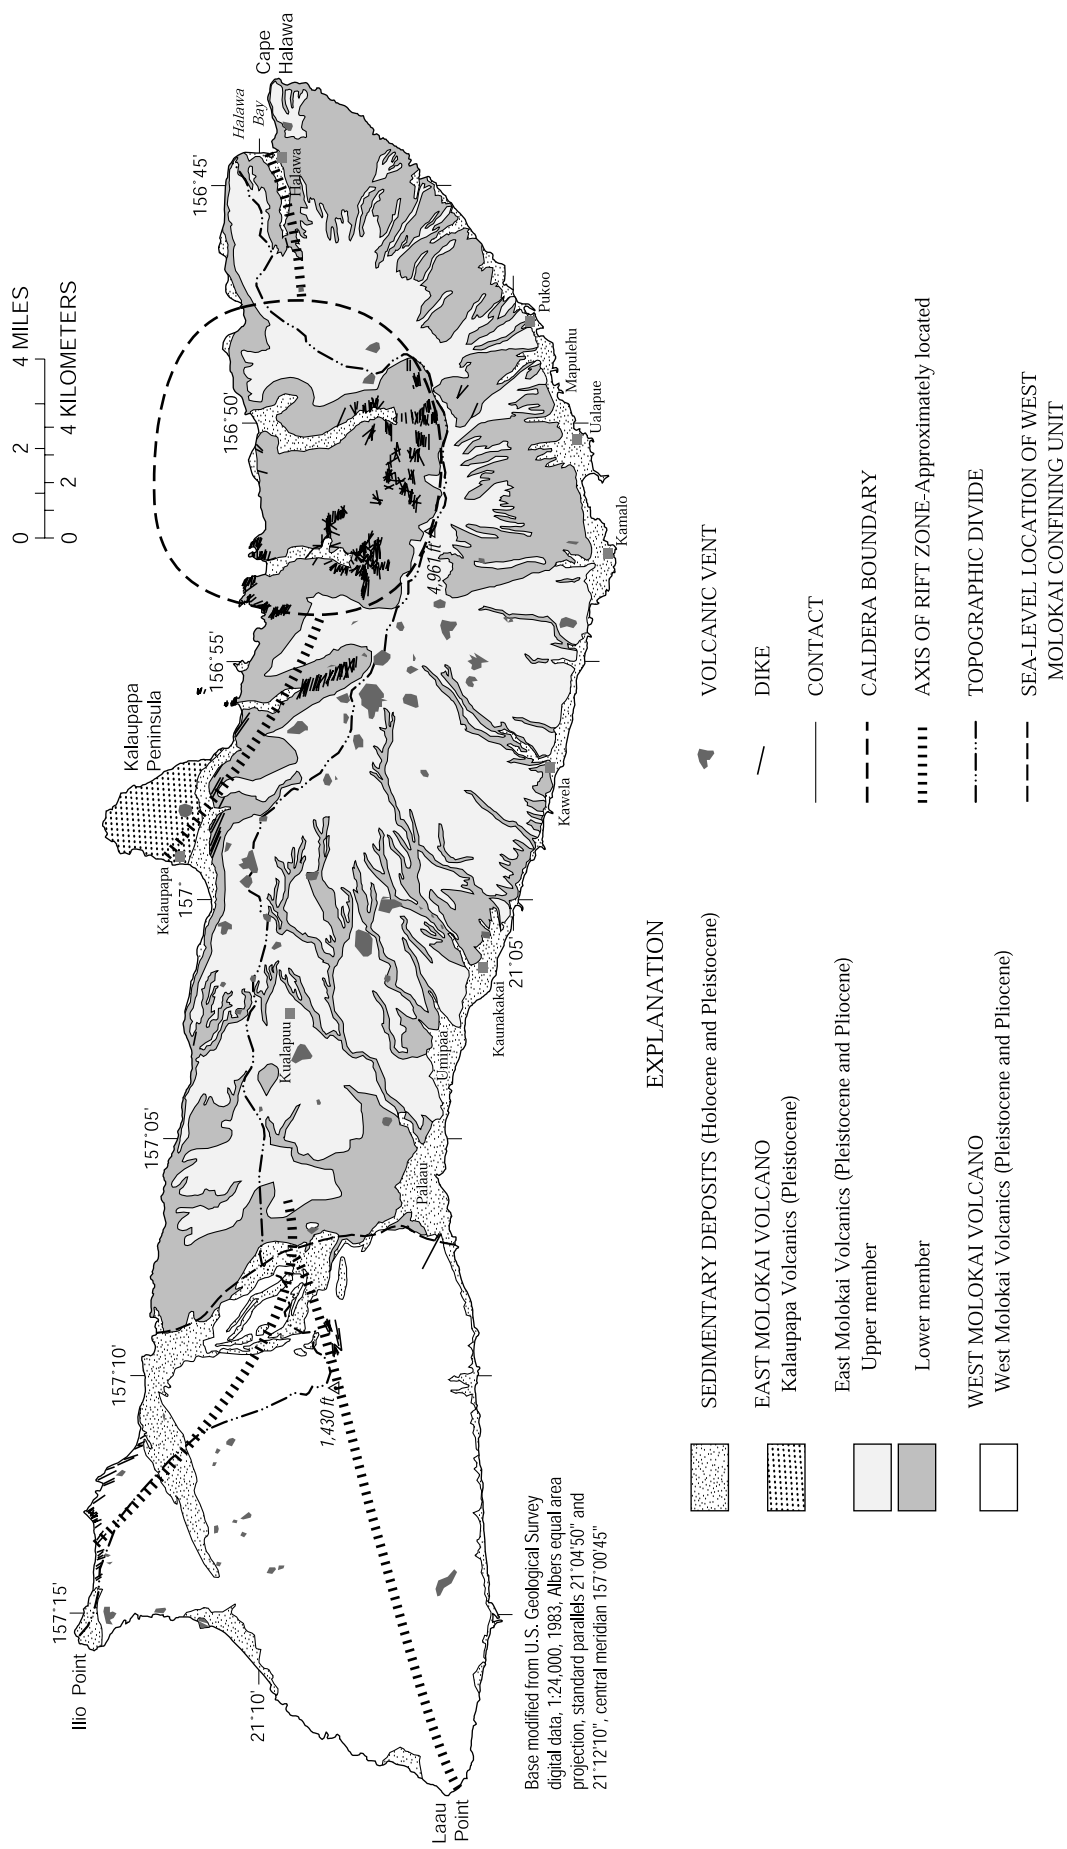 0 2 4 MILES
0 2 4 KILOMETERS
Ilio Point
157°15'
157°10'
157°05'
157°
Kalaupapa
Kalaupapa
Peninsula
156°55'
156°50'
156°45'
Halawa
Bay
Cape
Halawa
Halawa
21°10'
1,430 ft
Kualapuu
4,961 ft
Laau
Point
Palaau
Umipaa
Kaunakakai
21°05'
Kawela
Kamalo
Ualapue
Mapulehu
Pukoo
Base modified from U.S. Geological Survey
digital data, 1:24,000, 1983, Albers equal area
projection, standard parallels 21°04'50" and
21°12'10", central meridian 157°00'45"
EXPLANATION
SEDIMENTARY DEPOSITS (Holocene and Pleistocene)
EAST MOLOKAI VOLCANO
Kalaupapa Volcanics (Pleistocene)
East Molokai Volcanics (Pleistocene and Pliocene)
Upper member
Lower member
WEST MOLOKAI VOLCANO
West Molokai Volcanics (Pleistocene and Pliocene)
VOLCANIC VENT
DIKE
CONTACT
CALDERA BOUNDARY
AXIS OF RIFT ZONE-Approximately located
TOPOGRAPHIC DIVIDE
SEA-LEVEL LOCATION OF WEST
MOLOKAI CONFINING UNIT